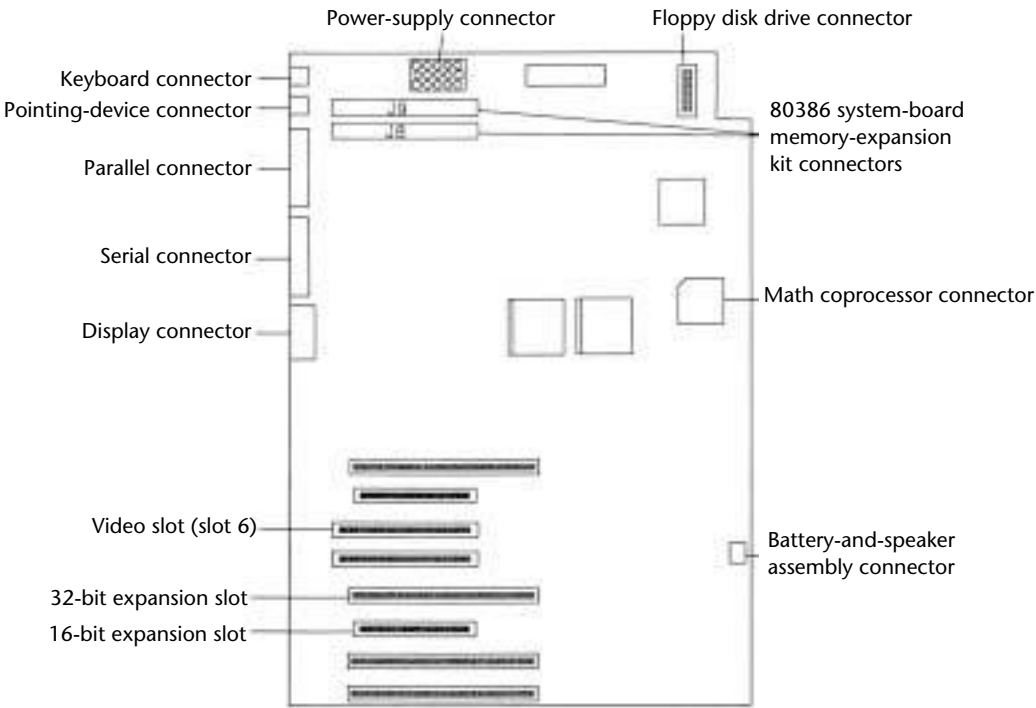 Power-supply connector
Floppy disk drive connector
Keyboard connector
Pointing-device connector
J9
J8
80386 system-board
memory-expansion
kit connectors
Parallel connector
Serial connector
Math coprocessor connector
Display connector
Video slot (slot 6)
Battery-and-speaker
assembly connector
32-bit expansion slot
16-bit expansion slot